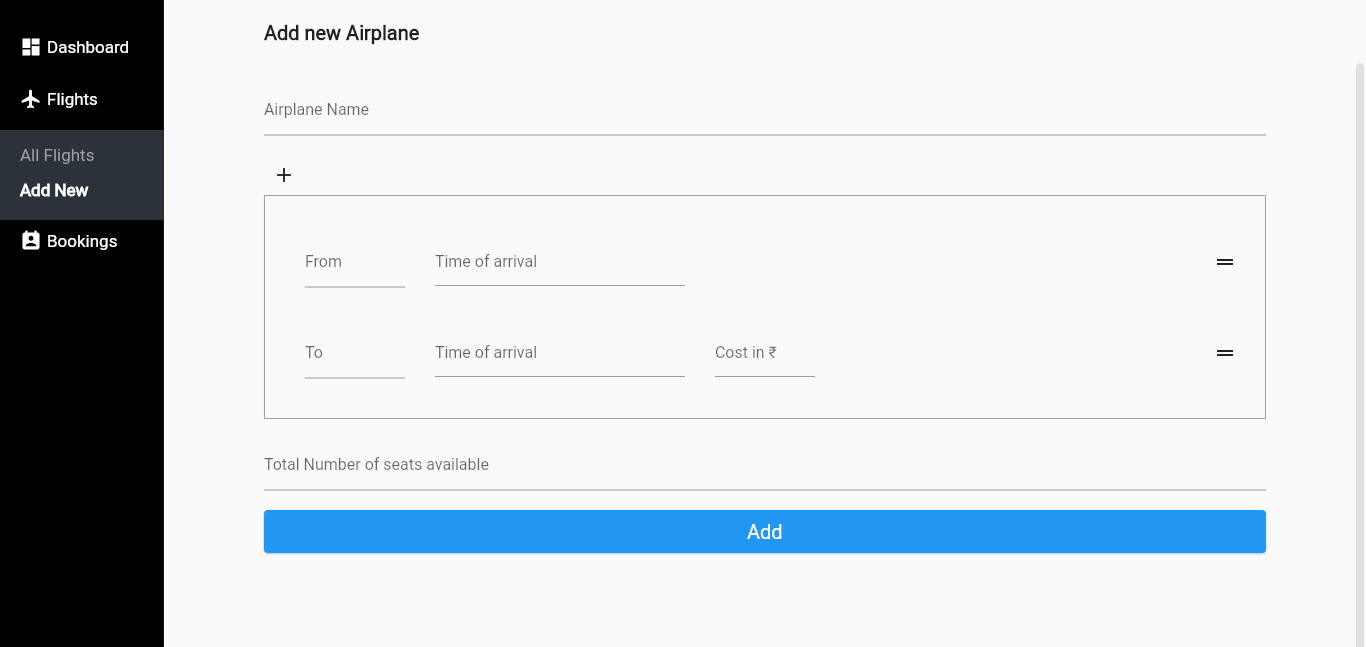 Dashboard
Flights
All Flights
Add New
Bookings
Add new Airplane
Airplane Name
From
Time of arrival
To
Time of arrival
Cost in ₹
Total Number of seats available
Add